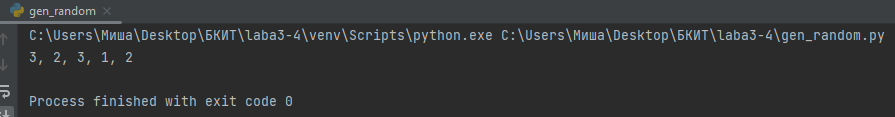 gen_random
C:\Users\Миша\Desktop\БКИТ\laba3-4\venv\Scripts\python.exe C:\Users\Миша\Desktop\БКИТ\laba3-4\gen_random.py
3, 2, 3, 1, 2
Process finished with exit code 0